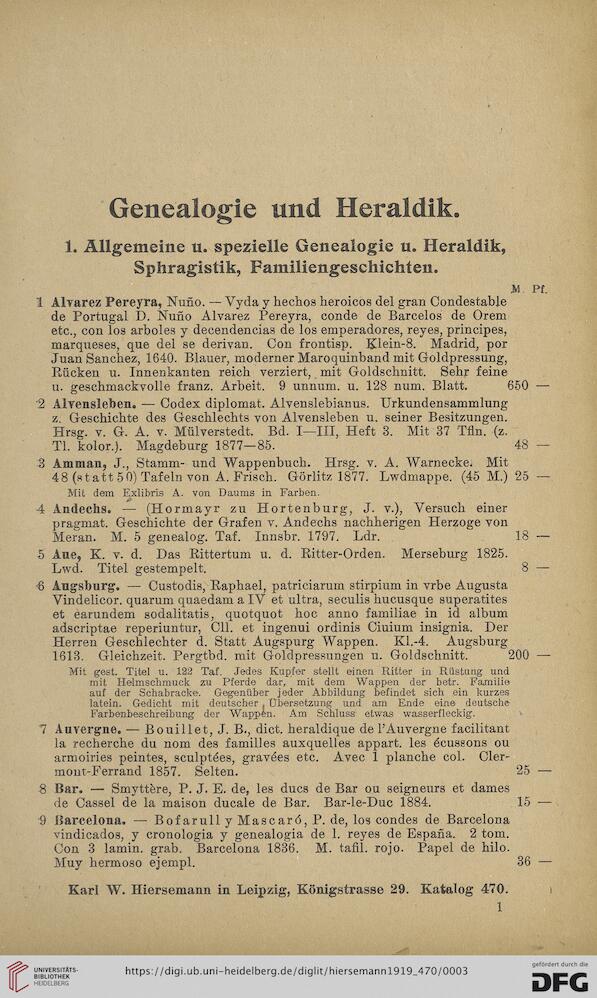 Genealogie und Heraldik.
1. Allgemeine u. spezielle Genealogie u. Heraldik,
Sphragistik, Familiengeschichten.
M. Pf.
1 Alvarez Pereyra, Nuño. — Vyda y hechos heroicos del gran Condestable
de Portugal D. Nuño Alvarez Pereyra, conde de Barcelos de Orem
etc., con los arboles y decendencias de los emperadores, reyes, principes,
marqueses, que del se derivan. Con frontisp. Klein-8. Madrid, por
Juan Sanchez, 1640. Blauer, moderner Maroquinband mit Goldpressung,
Rücken u. Innenkanten reich verziert, mit Goldschnitt. Sehr feine
u. geschmackvolle franz. Arbeit. 9 unnum. u. 128 num. Blatt. 650 —
2 Alvensleben. — Codex diplomat. Alvenslebianus. Urkundensammlung
z. Geschichte des Geschlechts von Alvensleben u. seiner Besitzungen.
Hrsg. v. G. A. v. Mülverstedt. Bd. I—III, Heft 3. Mit 37 Tfln. (z.
Tl. kolor.). Magdeburg 1877—85. 48 —
3 Amman, J., Stamm- und Wappenbuch. Hrsg. v. A. Warnecke. Mit
48 (statt 50) Tafeln von A. Frisch. Görlitz 1877. Lwdmappe. (45 M.) 25 —
Mit dem Exlibris A. von Daums in Farben.
4 Andechs. — (Hormayr zu Hortenburg, J. v.), Versuch einer
pragmat. Geschichte der Grafen v. Andechs nachherigen Herzoge von
Meran. M. 5 genealog. Taf. Innsbr. 1797. Ldr. 18 —
5 Aue, K. v. d. Das Rittertum u. d. Ritter-Orden. Merseburg 1825.
Lwd. Titel gestempelt. 8 —
6 Augsburg. — Custodis, Raphael, patriciarum stirpium in vrbe Augusta
Vindelicor. quarum quaedam a IV et ultra, seculis hucusque superatites
et earundem sodalitatis, quotquot hoc anno familiae in id album
adscriptae reperiuntur, CII. et ingenui ordinis Ciuium insignia. Der
Herren Geschlechter d. Statt Augspurg Wappen. Kl.-4. Augsburg
1613. Gleichzeit. Pergtbd. mit Goldpressungen u. Goldschnitt. 200 —
Mit gest. Titel u. 122 Taf. Jedes Kupfer stellt einen Ritter in Rüstung und
mit Helmschmuck zu Pferde dar, mit dem Wappen der betr. Familie
auf der Schabracke. Gegenüber jeder Abbildung befindet sich ein kurzes
latein. Gedicht mit deutscher Übersetzung und am Ende eine deutsche
Farbenbeschreibung der Wappen. Am Schluss etwas wasserfleckig.
7 Auvergne. — Bouillet, J. B., dict. heraldique de l'Auvergne facilitant
la recherche du nom des familles auxquelles appart. les écussons ou
armoiries peintes, sculptées, gravées etc. Avec 1 planche col. Cler-
mont-Ferrand 1857. Selten. 25 —
8 Bar. — Smyttère, P. J. E. de, les ducs de Bar ou seigneurs et dames
de Cassel de la maison ducale de Bar. Bar-le-Duc 1884. 15 —
9 Barcelona. — Bofarull y Mascaró, P. de, los condes de Barcelona
vindicados, y cronologia y genealogia de l. reyes de España. 2 tom.
Con 3 lamin. grab. Barcelona 1836. M. tafil. rojo. Papel de hilo.
Muy hermoso ejempl. 36 —
Karl W. Hiersemann in Leipzig, Königstrasse 29. Katalog 470.
1
UNIVERSITÄTS-
BIBLIOTHEK
HEIDELBERG
https://digi.ub.uni-heidelberg.de/diglit/hiersemann1919_470/0003
gefördert durch die
DFG